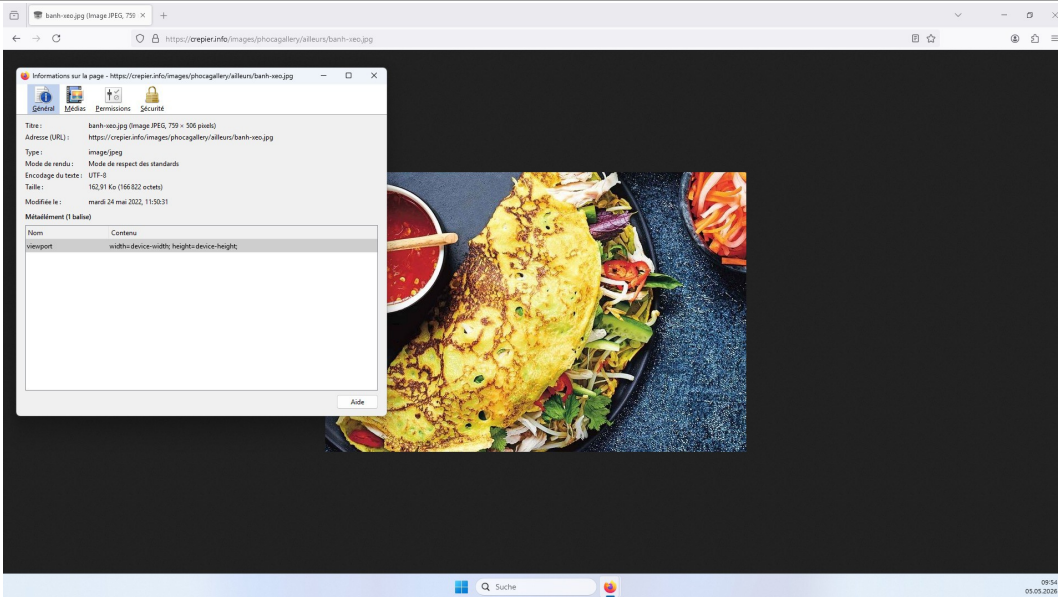 banh-xeo.jpg (Image JPEG, 759
https://crepier.info/images/phocagallery/ailleurs/banh-xeo.jpg
Informations sur la page - https://crepier.info/images/phocagallery/ailleurs/banh-xeo.jpg
Général Médias Permissions Sécurité
Titre : banh-xeo.jpg (Image JPEG, 759 × 506 pixels)
Adresse (URL) : https://crepier.info/images/phocagallery/ailleurs/banh-xeo.jpg
Type : image/jpeg
Mode de rendu : Mode de respect des standards
Encodage du texte : UTF-8
Taille : 162,91 Ko (166 822 octets)
Modifiée le : mardi 24 mai 2022, 11:50:31
Métaélément (1 balise)
Nom Contenu
viewport width=device-width; height=device-height;
Aide
Suche
09:54
05.05.2026